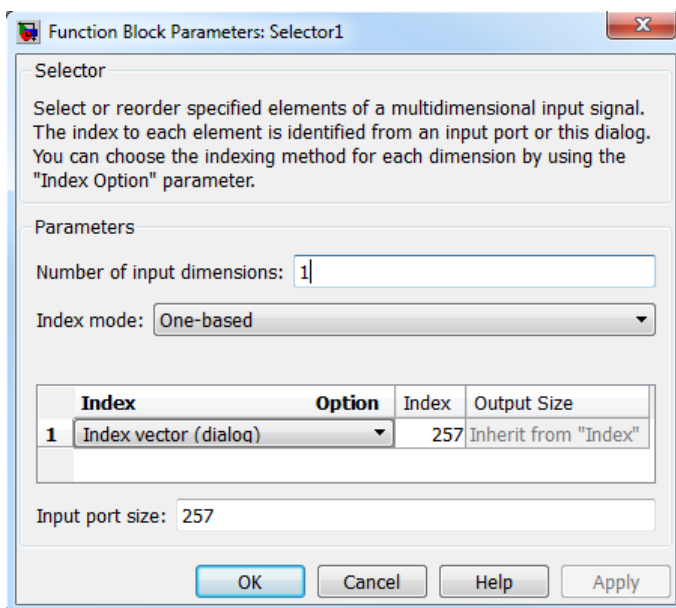 Function Block Parameters: Selector1
Selector
Select or reorder specified elements of a multidimensional input signal.
The index to each element is identified from an input port or this dialog.
You can choose the indexing method for each dimension by using the
"Index Option" parameter.
Parameters
Number of input dimensions: 1
Index mode: One-based
Index Option Index Output Size
1 Index vector (dialog) 257 Inherit from "Index"
Input port size: 257
OK Cancel Help Apply